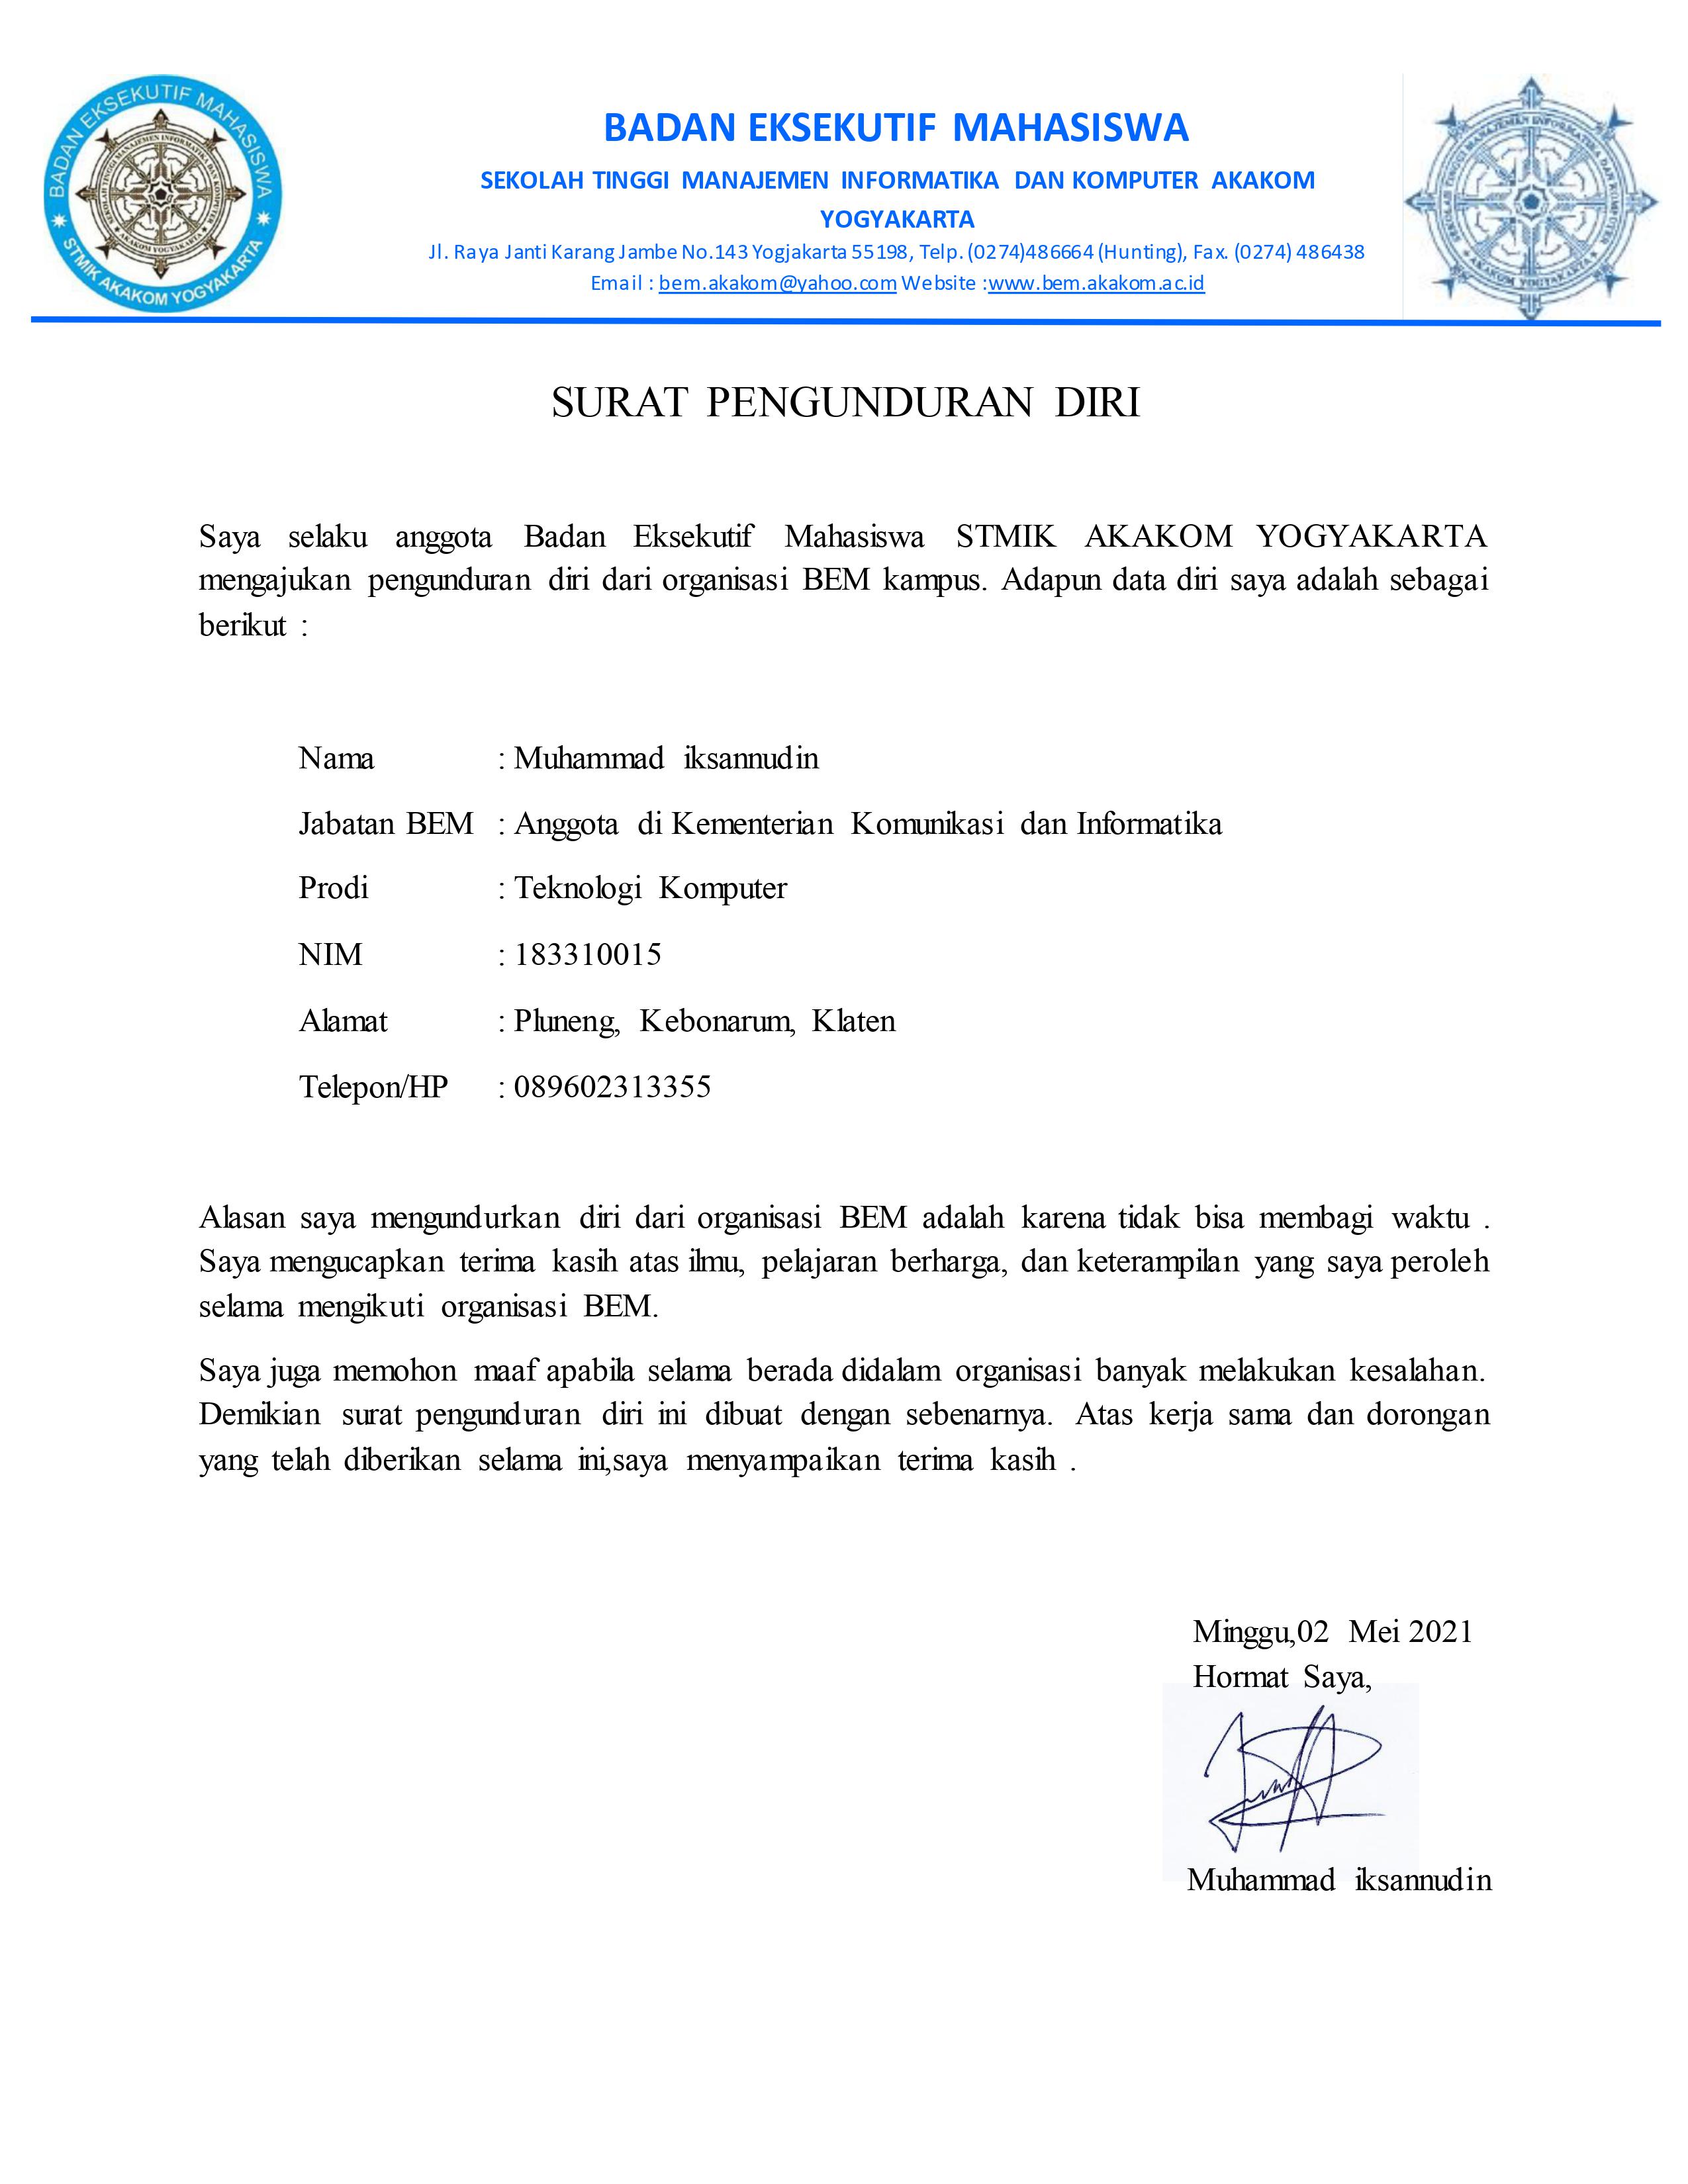 BADAN EKSEKUTIF MAHASISWA
STMIK AKAKOM YOGYAKARTA
SEKOLAH TINGGI MANAJEMEN INFORMATIKA DAN KOMPUTER
AKAKOM YOGYAKARTA
BADAN EKSEKUTIF MAHASISWA
SEKOLAH TINGGI MANAJEMEN INFORMATIKA DAN KOMPUTER AKAKOM
YOGYAKARTA
Jl. Raya Janti Karang Jambe No.143 Yogjakarta 55198, Telp. (0274)486664 (Hunting), Fax. (0274) 486438
Email : bem.akakom@yahoo.com Website :www.bem.akakom.ac.id
SEKOLAH TINGGI MANAJEMEN INFORMATIKA DAN KOMPUTER
AKAKOM YOGYAKARTA
SURAT PENGUNDURAN DIRI
Saya selaku anggota Badan Eksekutif Mahasiswa STMIK AKAKOM YOGYAKARTA
mengajukan pengunduran diri dari organisasi BEM kampus. Adapun data diri saya adalah sebagai
berikut :
Nama : Muhammad iksannudin
Jabatan BEM : Anggota di Kementerian Komunikasi dan Informatika
Prodi : Teknologi Komputer
NIM : 183310015
Alamat : Pluneng, Kebonarum, Klaten
Telepon/HP : 089602313355
Alasan saya mengundurkan diri dari organisasi BEM adalah karena tidak bisa membagi waktu .
Saya mengucapkan terima kasih atas ilmu, pelajaran berharga, dan keterampilan yang saya peroleh
selama mengikuti organisasi BEM.
Saya juga memohon maaf apabila selama berada didalam organisasi banyak melakukan kesalahan.
Demikian surat pengunduran diri ini dibuat dengan sebenarnya. Atas kerja sama dan dorongan
yang telah diberikan selama ini,saya menyampaikan terima kasih .
Minggu,02 Mei 2021
Hormat Saya,
Muhammad iksannudin